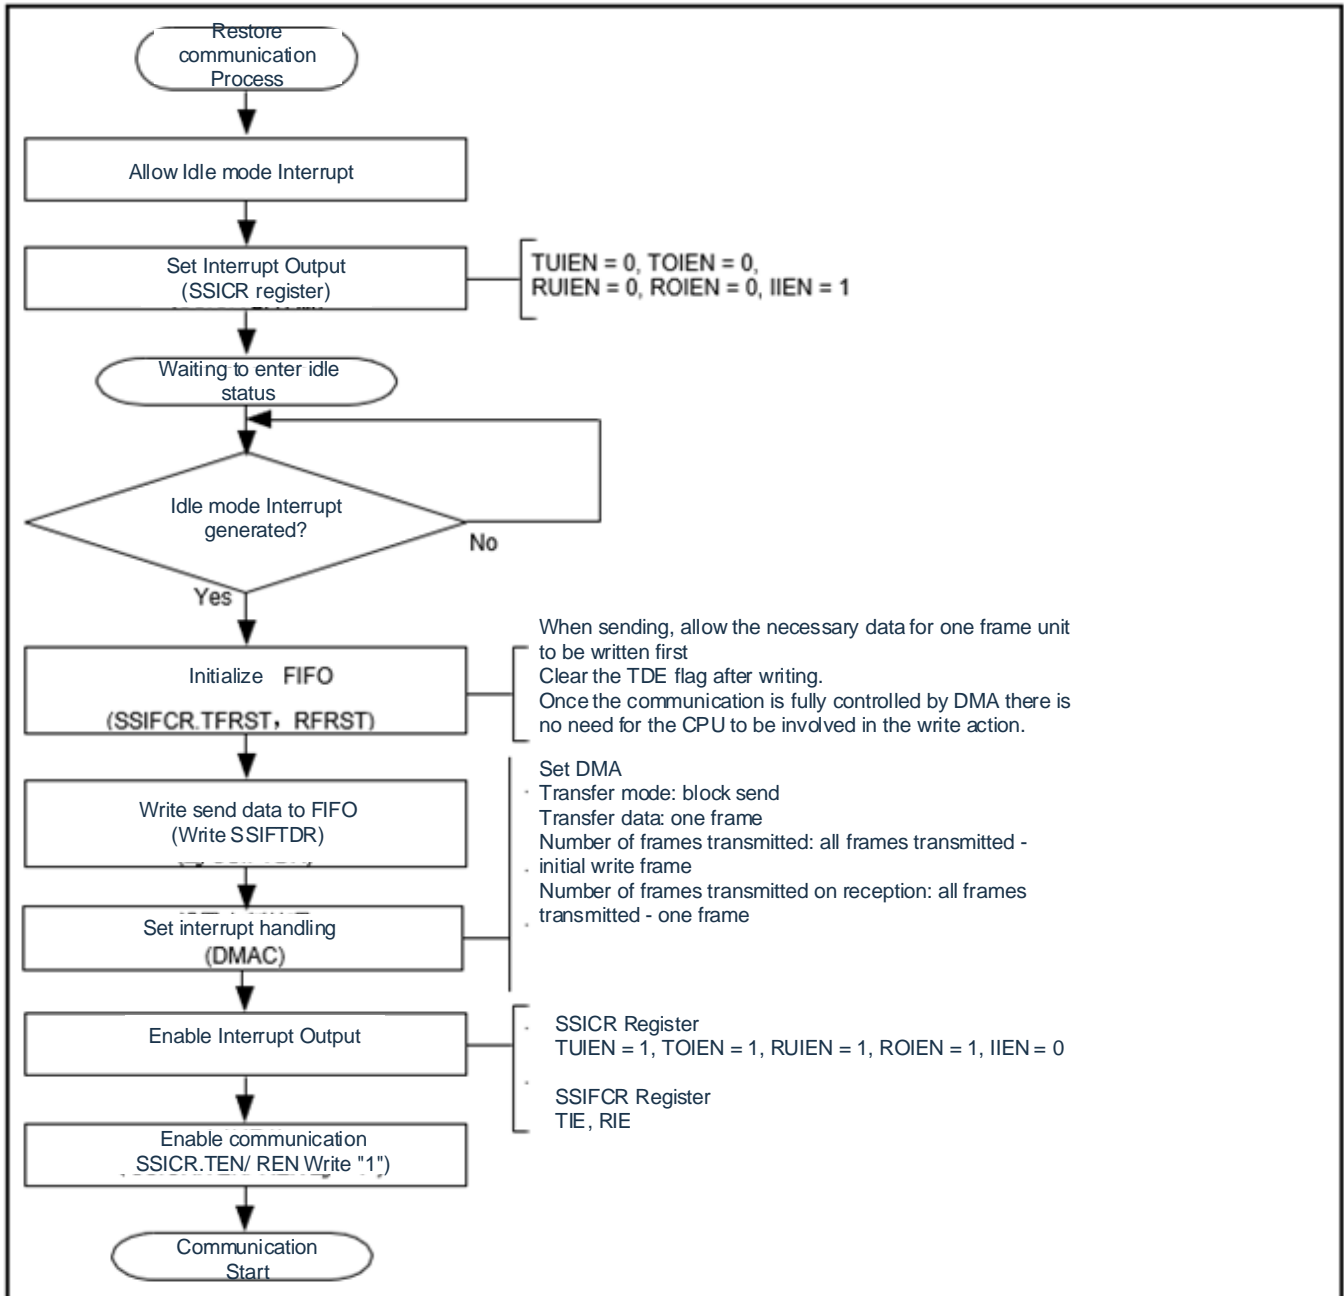 Restore
communication
Process
Allow Idle mode Interrupt
Set Interrupt Output
(SSICR register)
TUIEN = 0, TOIEN = 0,
RUIEN = 0, ROIEN = 0, IIEN = 1
Waiting to enter idle
status
Idle mode Interrupt
generated?
No
Yes
Initialize FIFO
(SSIFCR.TFRST，RFRST)
When sending, allow the necessary data for one frame unit
to be written first
Clear the TDE flag after writing.
Once the communication is fully controlled by DMA there is
no need for the CPU to be involved in the write action.
Write send data to FIFO
(Write SSIFTDR)
Set interrupt handling
(DMAC)
Set DMA
Transfer mode: block send
Transfer data: one frame
Number of frames transmitted: all frames transmitted -
initial write frame
Number of frames transmitted on reception: all frames
transmitted - one frame
Enable Interrupt Output
SSICR Register
TUIEN = 1, TOIEN = 1, RUIEN = 1, ROIEN = 1, IIEN = 0
SSIFCR Register
TIE, RIE
Enable communication
SSICR.TEN/ REN Write "1")
Communication
Start